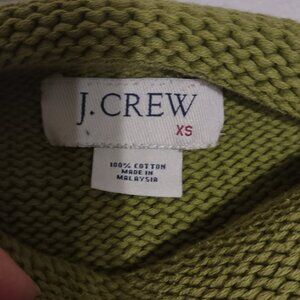 J.CREW
XS
100% COTTON
MADE IN
MALAYSIA